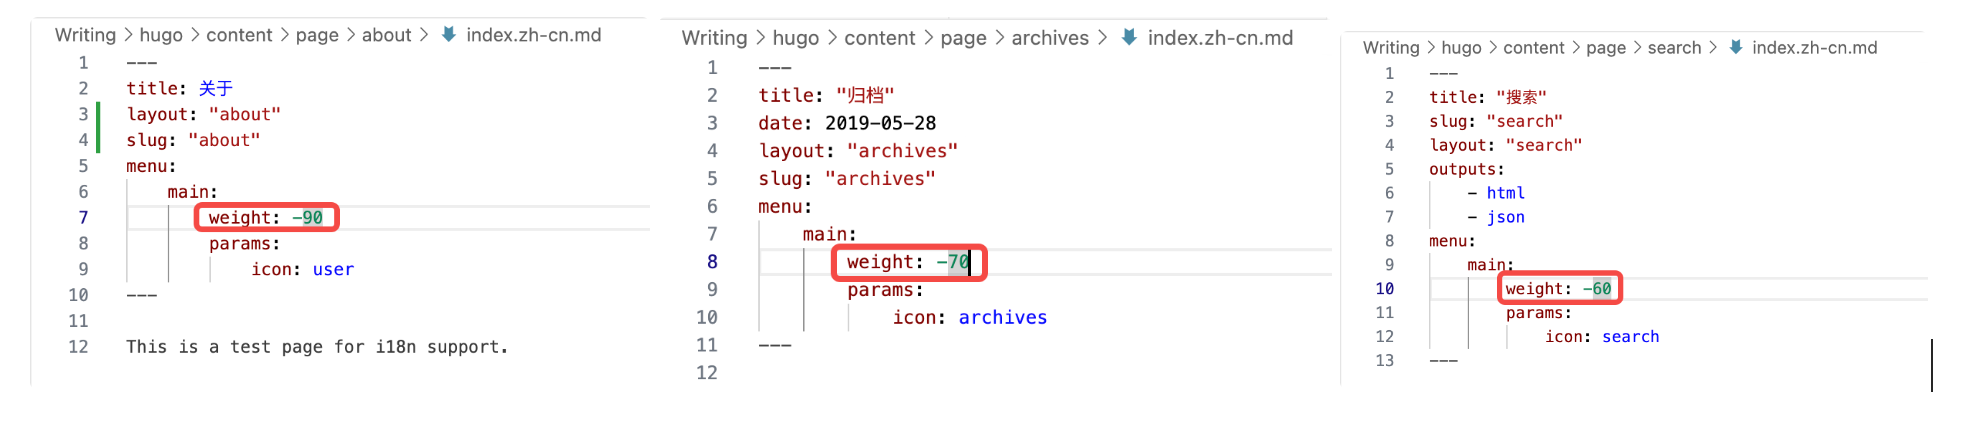 Writing > hugo > content > page > about > index.zh-cn.md
1 ---
2 title: 关于
3 layout: "about"
4 slug: "about"
5 menu:
6 main:
7 weight: -90
8 params:
9 icon: user
10 ---
11
12 This is a test page for i18n support.
Writing > hugo > content > page > archives > index.zh-cn.md
1 ---
2 title: "归档"
3 date: 2019-05-28
4 layout: "archives"
5 slug: "archives"
6 menu:
7 main:
8 weight: -70
9 params:
10 icon: archives
11 ---
12
Writing > hugo > content > page > search > index.zh-cn.md
1 ---
2 title: "搜索"
3 slug: "search"
4 layout: "search"
5 outputs:
6 - html
7 - json
8 menu:
9 main:
10 weight: -60
11 params:
12 icon: search
13 ---